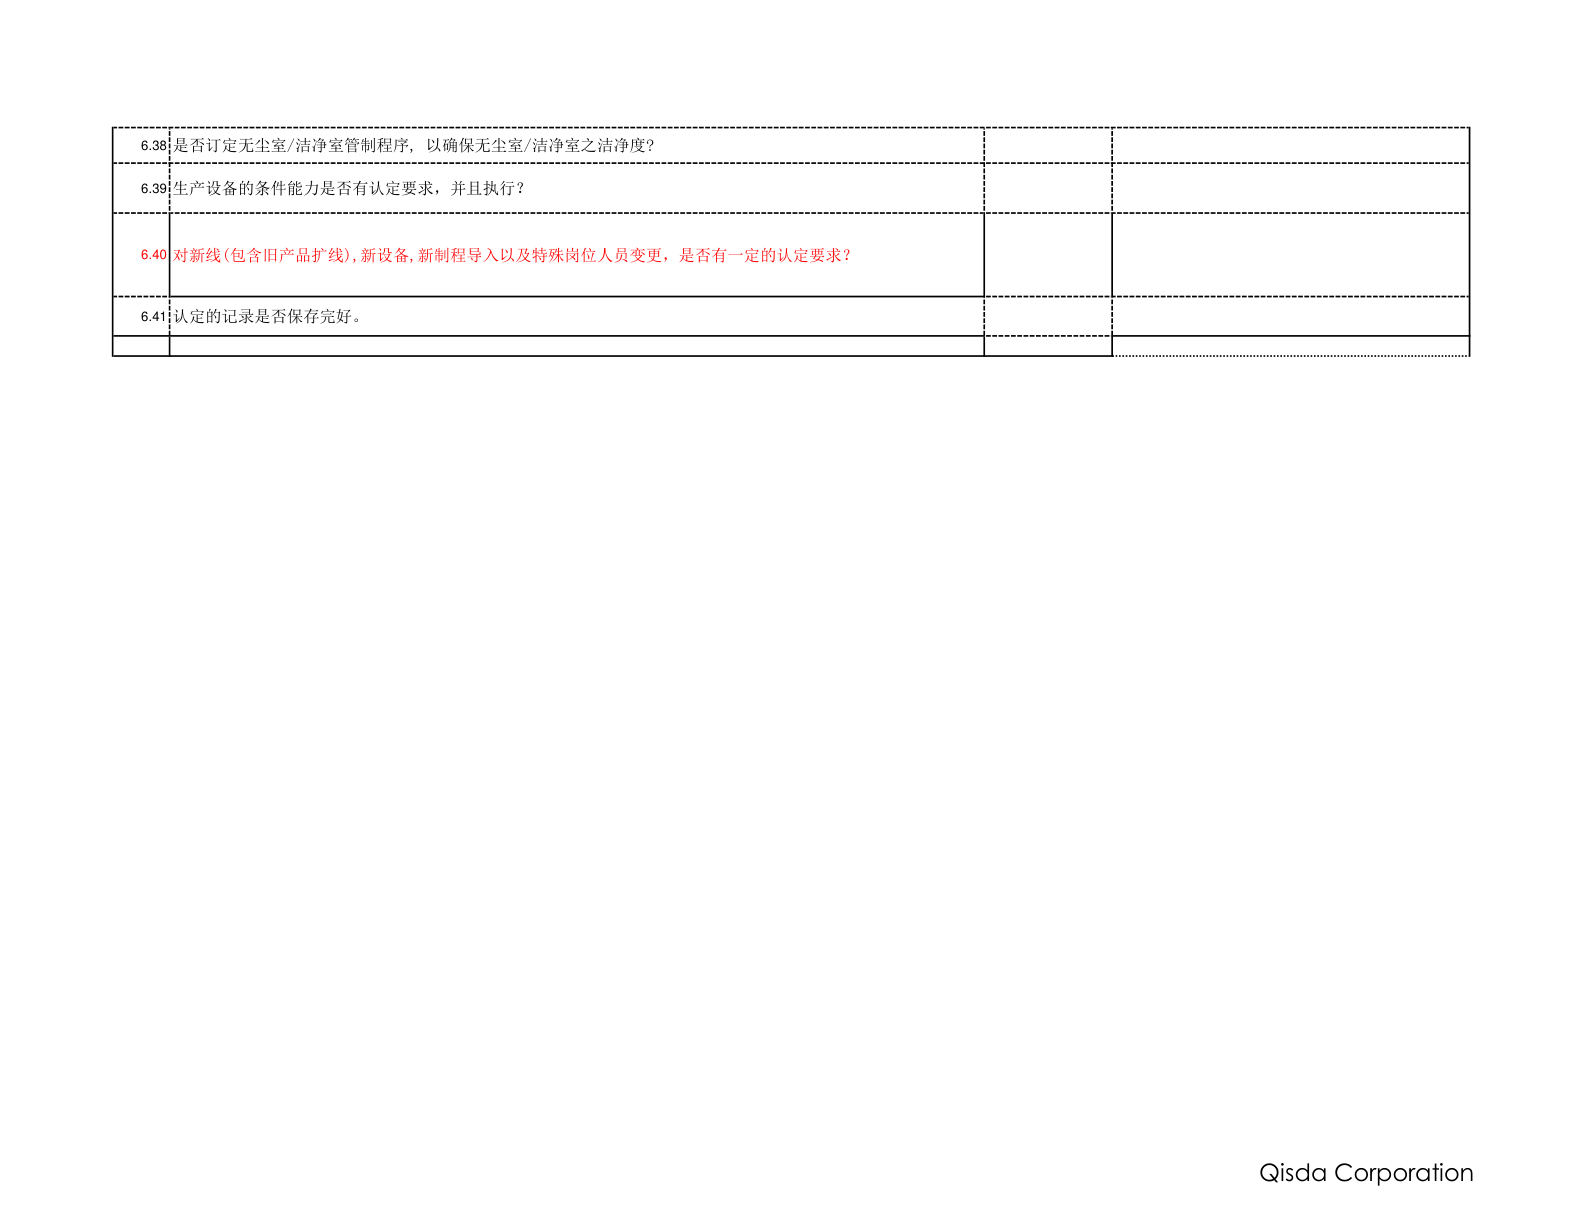 6.38 是否订定无尘室/洁净室管制程序, 以确保无尘室/洁净室之洁净度?
6.39 生产设备的条件能力是否有认定要求，并且执行？
6.40 对新线(包含旧产品扩线),新设备,新制程导入以及特殊岗位人员变更，是否有一定的认定要求？
6.41 认定的记录是否保存完好。
Qisda Corporation